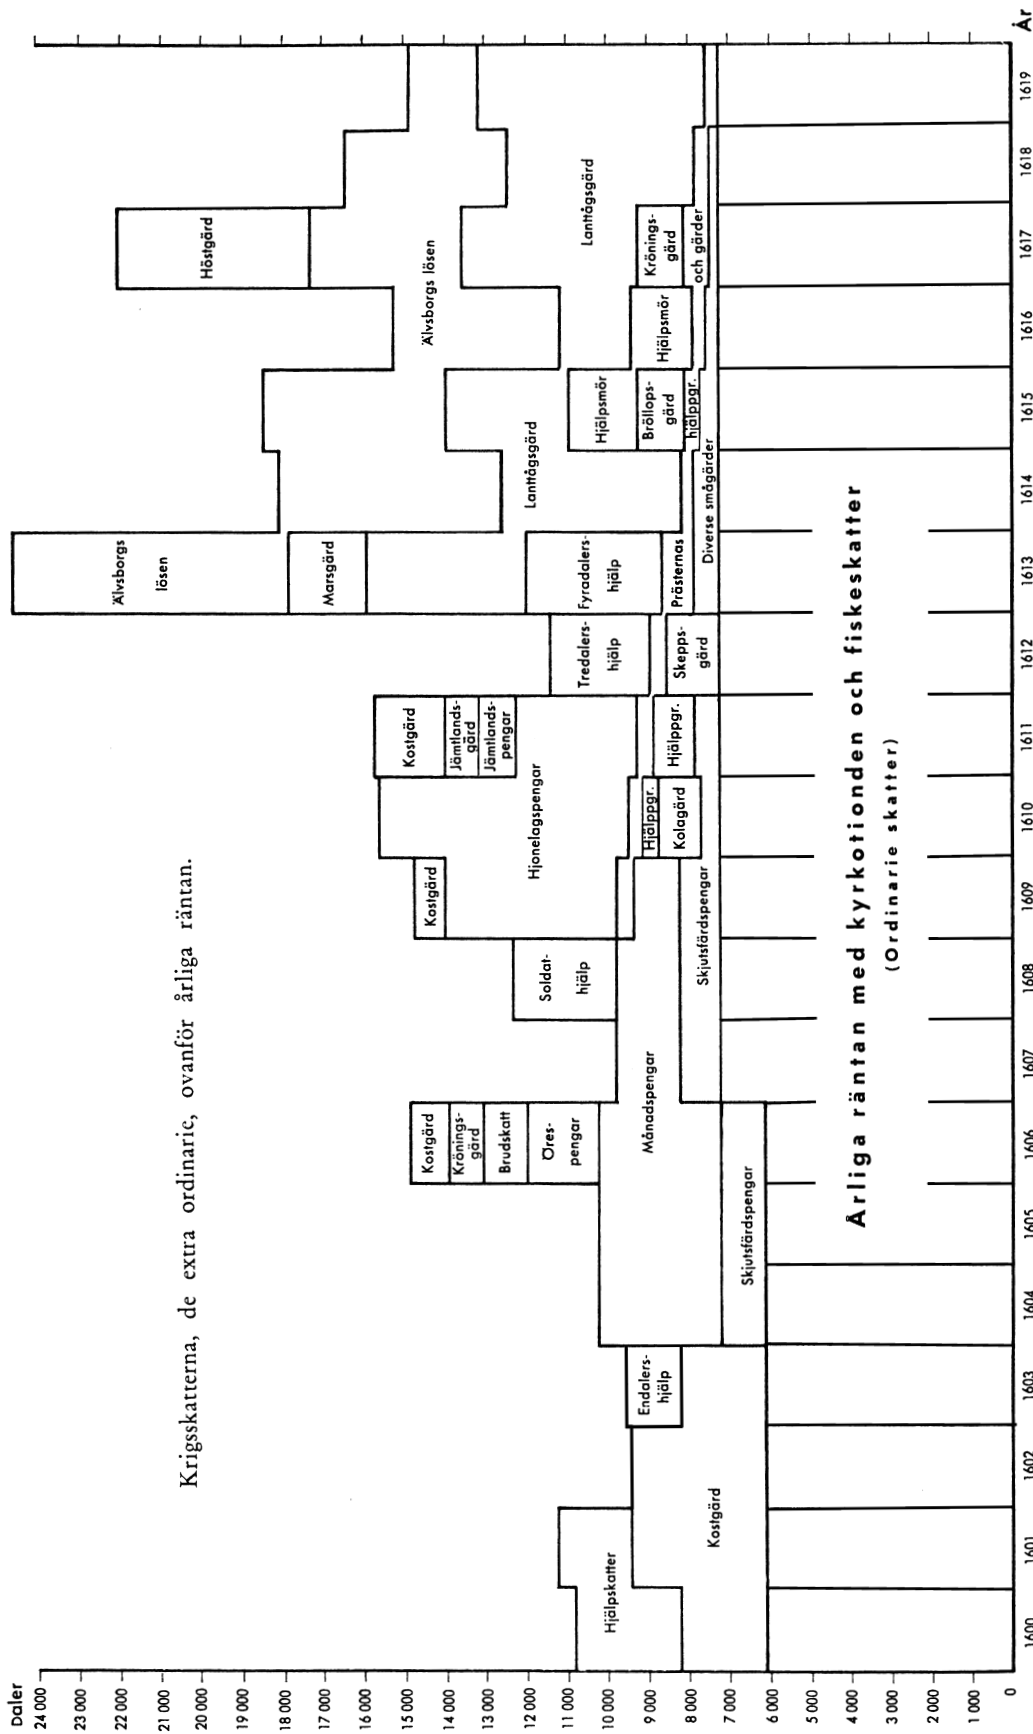 Krigsskatterna, de extra ordinarie, ovanför årliga räntan.
Daler
24 000
23 000
22 000
21 000
20 000
19 000
18 000
17 000
16 000
15 000
14 000
13 000
12 000
11 000
10 000
9 000
8 000
7 000
6 000
5 000
4 000
3 000
2 000
1 000
0
Hjälpskatter
Kostgärd
Endalers-
hjälp
Kostgärd
Krönings-
gärd
Brudskatt
Öres-
pengar
Månadspengar
Skjutsfärdspengar
Soldat-
hjälp
Kostgärd
Hjonelagspengar
Skjutsfärdspengar
Hjälppgr.
Kolagärd
Kostgärd
Jämtlands-
gärd
Jämtlands-
pengar
Hjälppgr.
Tredalers-
hjälp
Skepps-
gärd
Älvsborgs
lösen
Marsgärd
Fyradalers-
hjälp
Prästernas
Diverse smågärder
Lanttågsgärd
Hjälpsmör
Bröllops-
gärd
hjälppgr.
Älvsborgs lösen
Hjälpsmör
Höstgärd
Lanttågsgärd
Krönings-
gärd
och gärder
Årliga räntan med kyrkotionden och fiskeskatter
(Ordinarie skatter)
1600
1601
1602
1603
1604
1605
1606
1607
1608
1609
1610
1611
1612
1613
1614
1615
1616
1617
1618
1619
År